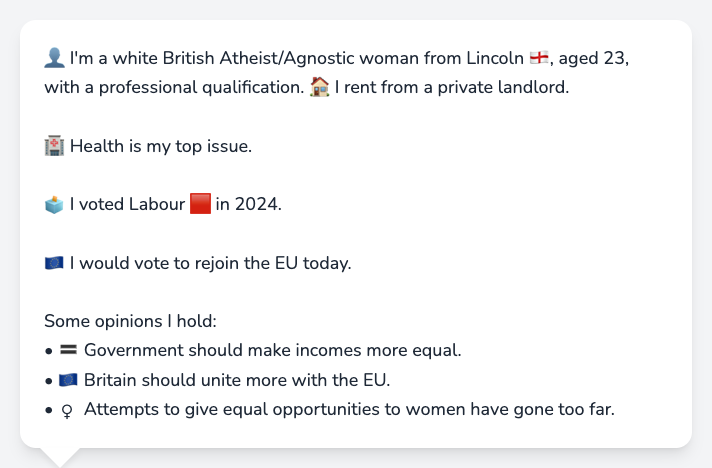 👤 I'm a white British Atheist/Agnostic woman from Lincoln 🏴󠁧󠁢󠁥󠁮󠁧󠁿, aged 23,
with a professional qualification. 🏠 I rent from a private landlord.
🏥 Health is my top issue.
🗳️ I voted Labour 🟥 in 2024.
🇪🇺 I would vote to rejoin the EU today.
Some opinions I hold:
• 🟰 Government should make incomes more equal.
• 🇪🇺 Britain should unite more with the EU.
• ♀ Attempts to give equal opportunities to women have gone too far.